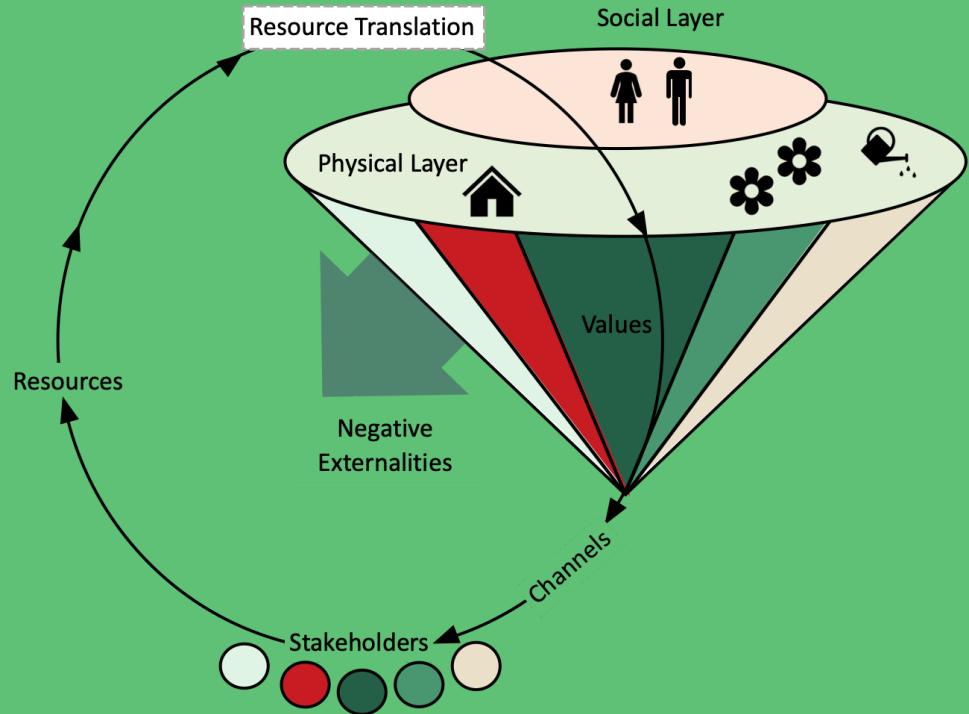 Resource Translation
Social Layer
Physical Layer
Values
Resources
Negative
Externalities
Channels
Stakeholders